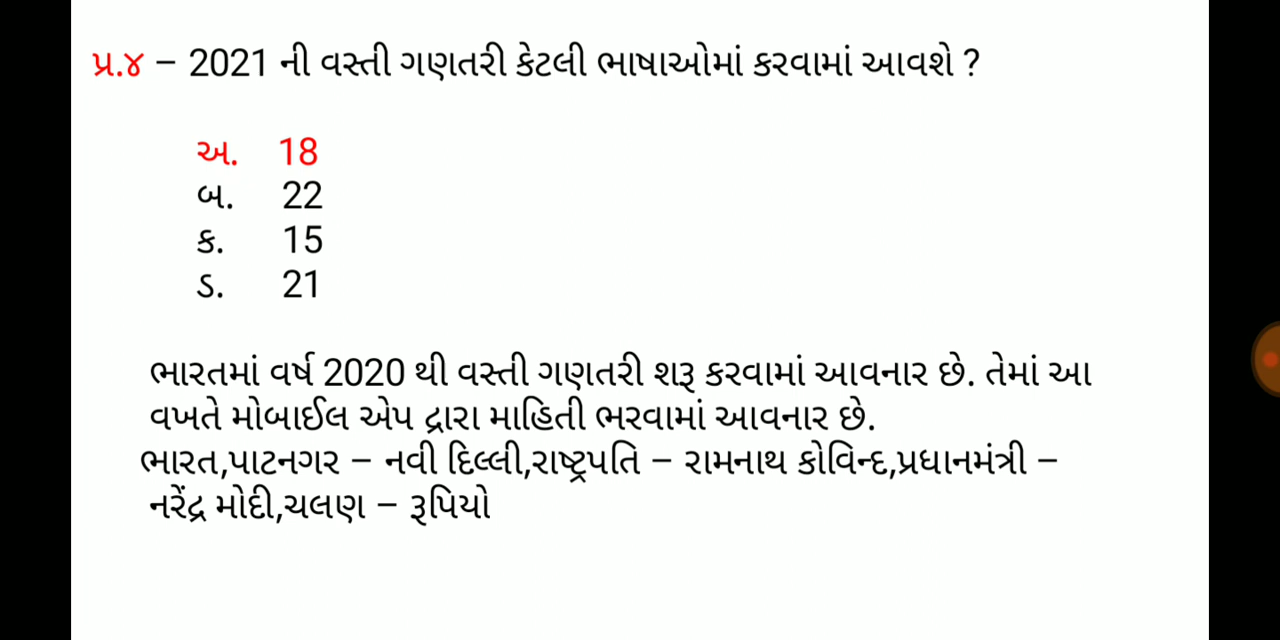 પ્ર.૪ – 2021 ની વસ્તી ગણતરી કેટલી ભાષાઓમાં કરવામાં આવશે ?
અ. 18
બ. 22
ક. 15
ડ. 21
ભારતમાં વર્ષ 2020 થી વસ્તી ગણતરી શરૂ કરવામાં આવનાર છે. તેમાં આ
વખતે મોબાઈલ એપ દ્રારા માહિતી ભરવામાં આવનાર છે.
ભારત,પાટનગર – નવી દિલ્લી,રાષ્ટ્રપતિ – રામનાથ કોવિન્દ,પ્રધાનમંત્રી –
નરેંદ્ર મોદી,ચલણ – રૂપિયો